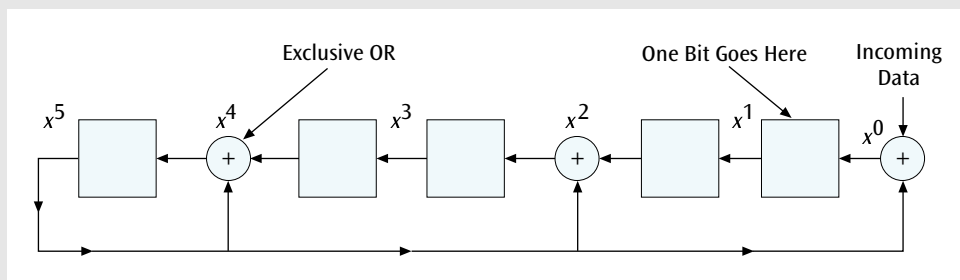 Exclusive OR
One Bit Goes Here
Incoming
Data
x⁵
x⁴
x³
x²
x¹
x⁰
+
+
+